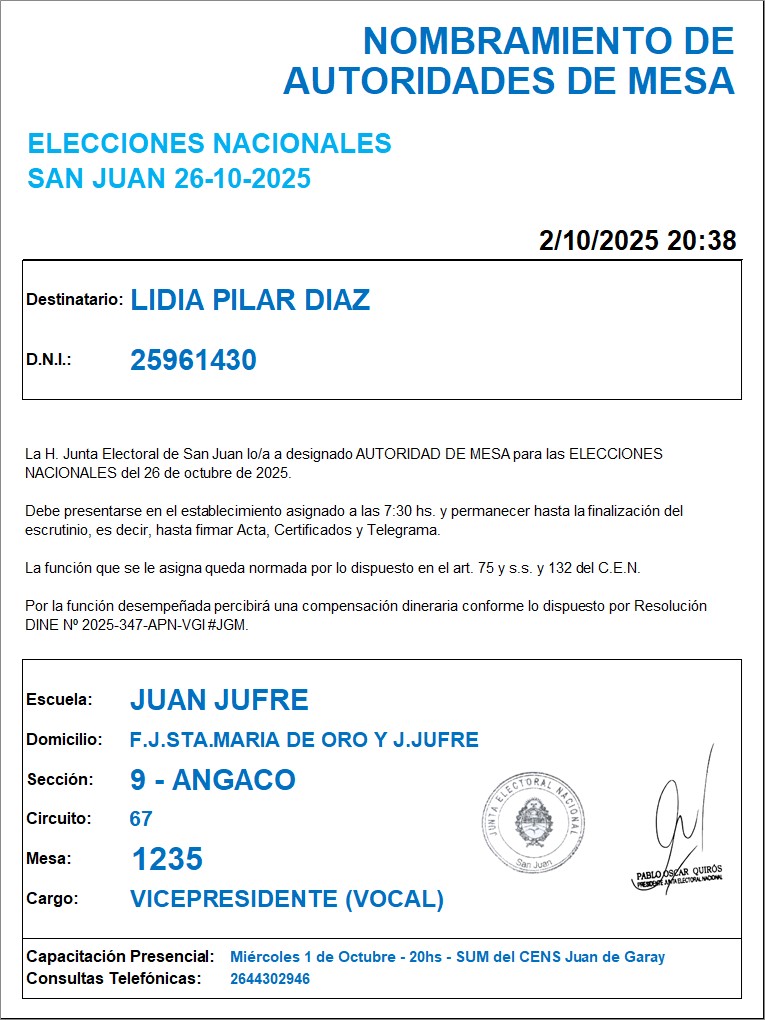 NOMBRAMIENTO DE
AUTORIDADES DE MESA
ELECCIONES NACIONALES
SAN JUAN 26-10-2025
2/10/2025 20:38
Destinatario: LIDIA PILAR DIAZ
D.N.I.: 25961430
La H. Junta Electoral de San Juan lo/a a designado AUTORIDAD DE MESA para las ELECCIONES
NACIONALES del 26 de octubre de 2025.
Debe presentarse en el establecimiento asignado a las 7:30 hs. y permanecer hasta la finalización del
escrutinio, es decir, hasta firmar Acta, Certificados y Telegrama.
La función que se le asigna queda normada por lo dispuesto en el art. 75 y s.s. y 132 del C.E.N.
Por la función desempeñada percibirá una compensación dineraria conforme lo dispuesto por Resolución
DINE Nº 2025-347-APN-VGI#JGM.
Escuela: JUAN JUFRE
Domicilio: F.J.STA.MARIA DE ORO Y J.JUFRE
Sección: 9 - ANGACO
Circuito: 67
Mesa: 1235
Cargo: VICEPRESIDENTE (VOCAL)
JUNTA ELECTORAL NACIONAL
San Juan
PABLO OSCAR QUIRÓS
PRESIDENTE JUNTA ELECTORAL NACIONAL
Capacitación Presencial: Miércoles 1 de Octubre - 20hs - SUM del CENS Juan de Garay
Consultas Telefónicas: 2644302946